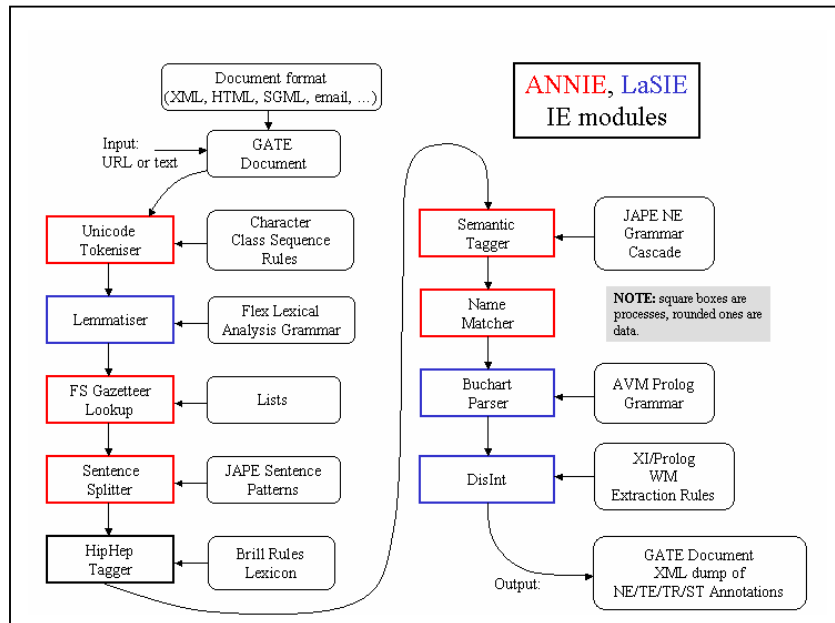 Document format
(XML, HTML, SGML, email, ...)
ANNIE, LaSIE
IE modules
Input:
URL or text
GATE
Document
Unicode
Tokeniser
Character
Class Sequence
Rules
Lemmatiser
Flex Lexical
Analysis Grammar
FS Gazetteer
Lookup
Lists
Sentence
Splitter
JAPE Sentence
Patterns
HipHep
Tagger
Brill Rules
Lexicon
Semantic
Tagger
JAPE NE
Grammar
Cascade
Name
Matcher
NOTE: square boxes are
processes, rounded ones are
data.
Buchart
Parser
AVM Prolog
Grammar
DisInt
XI/Prolog
WM
Extraction Rules
Output:
GATE Document
XML dump of
NE/TE/TR/ST Annotations